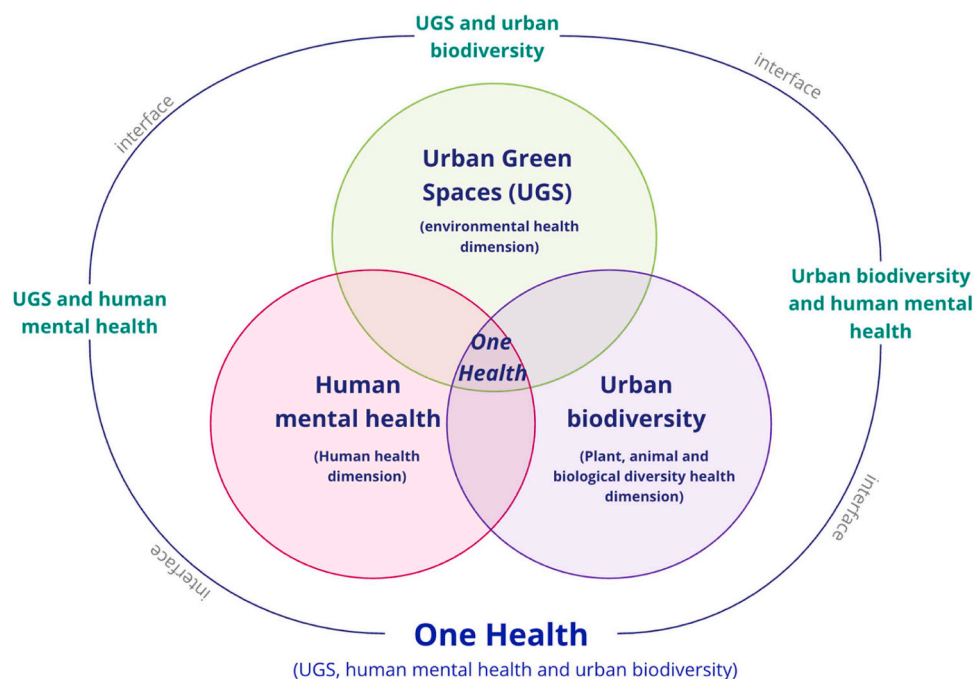 UGS and urban
biodiversity
interface
interface
Urban Green
Spaces (UGS)
(environmental health
dimension)
UGS and human
mental health
Urban biodiversity
and human mental
health
One
Health
Human
mental health
(Human health
dimension)
Urban
biodiversity
(Plant, animal and
biological diversity health
dimension)
interface
interface
One Health
(UGS, human mental health and urban biodiversity)